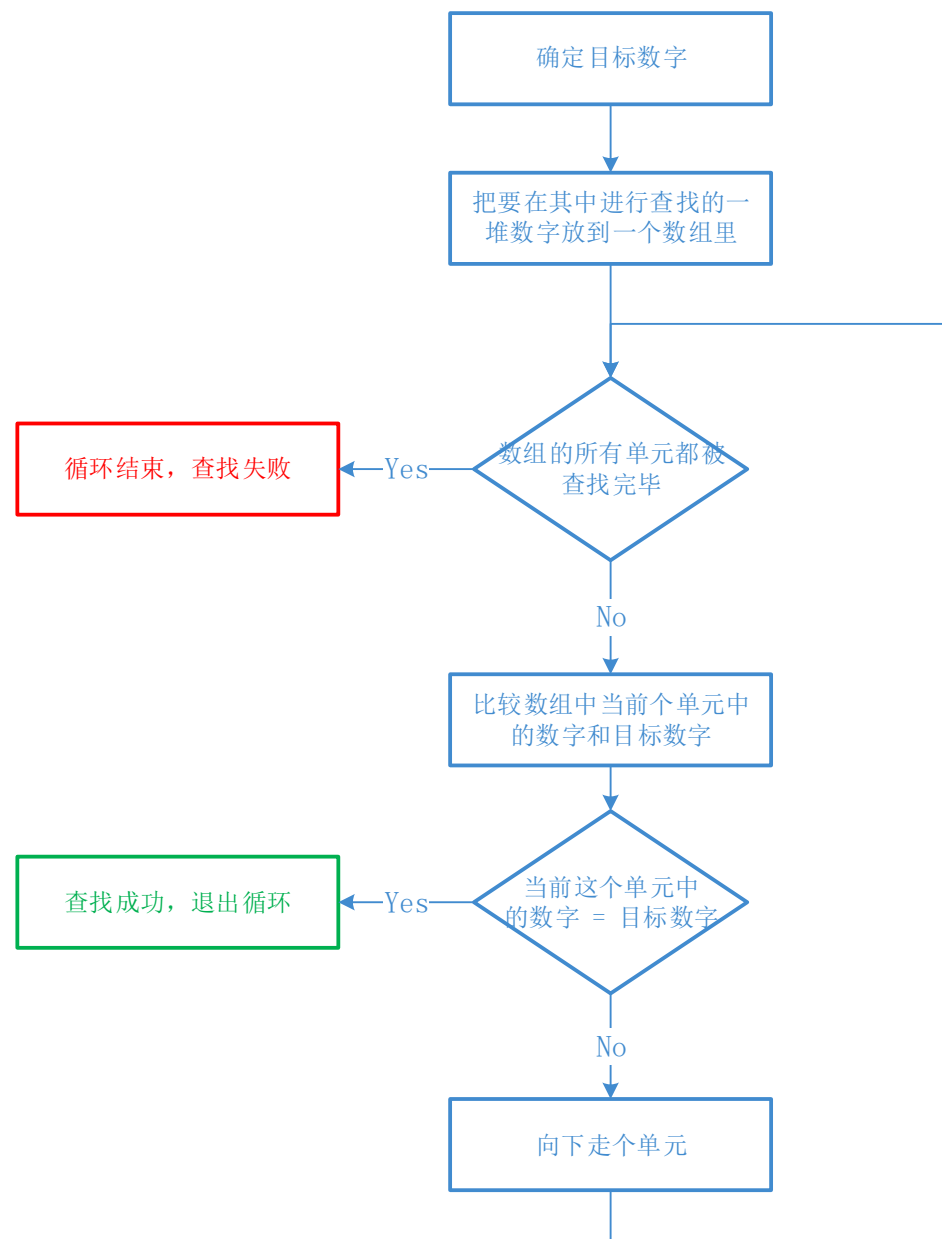 确定目标数字
把要在其中进行查找的一
堆数字放到一个数组里
数组的所有单元都被
查找完毕
Yes
循环结束，查找失败
No
比较数组中当前个单元中
的数字和目标数字
当前这个单元中
的数字 = 目标数字
Yes
查找成功，退出循环
No
向下走个单元